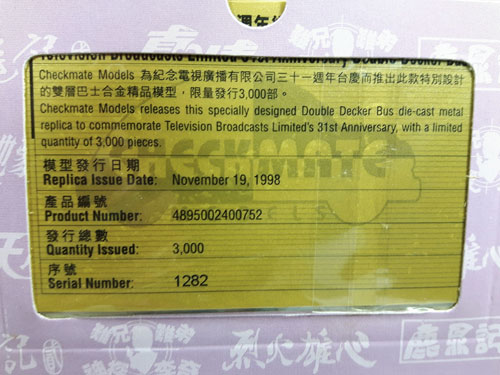 週年
Television Broadcasts Limited 31st Anniversary Double Decker Bu
Checkmate Models 為紀念電視廣播有限公司三十一週年台慶而推出此款特別設計
的雙層巴士合金精品模型，限量發行3,000部。
Checkmate Models releases this specially designed Double Decker Bus die-cast metal
replica to commemorate Television Broadcasts Limited's 31st Anniversary, with a limited
quantity of 3,000 pieces.
CHECKMATE
MODELS
模型發行日期
Replica Issue Date: November 19, 1998
產品編號
Product Number: 4895002400752
發行總數
Quantity Issued: 3,000
序號
Serial Number: 1282
烈火雄心
鹿鼎記